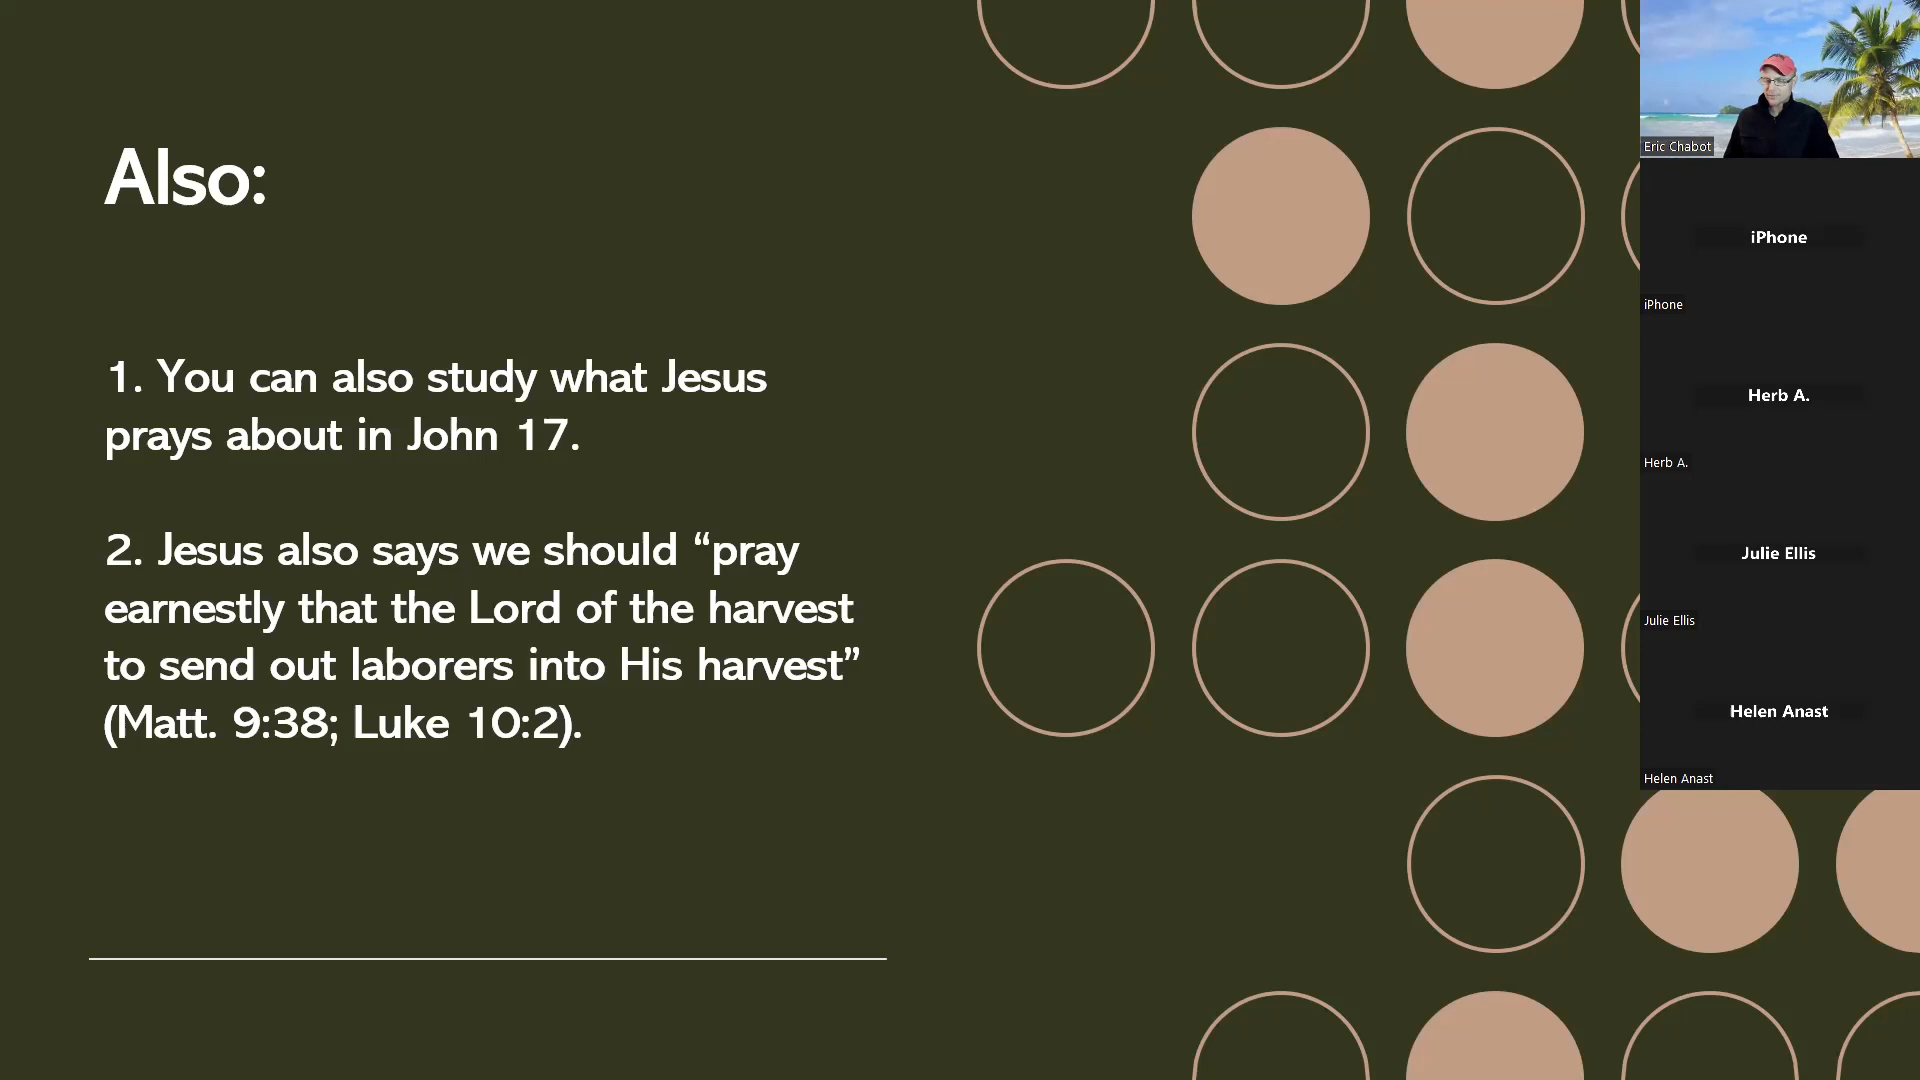 Also:
1. You can also study what Jesus
prays about in John 17.
2. Jesus also says we should “pray
earnestly that the Lord of the harvest
to send out laborers into His harvest”
(Matt. 9:38; Luke 10:2).
Eric Chabot
iPhone
iPhone
Herb A.
Herb A.
Julie Ellis
Julie Ellis
Helen Anast
Helen Anast